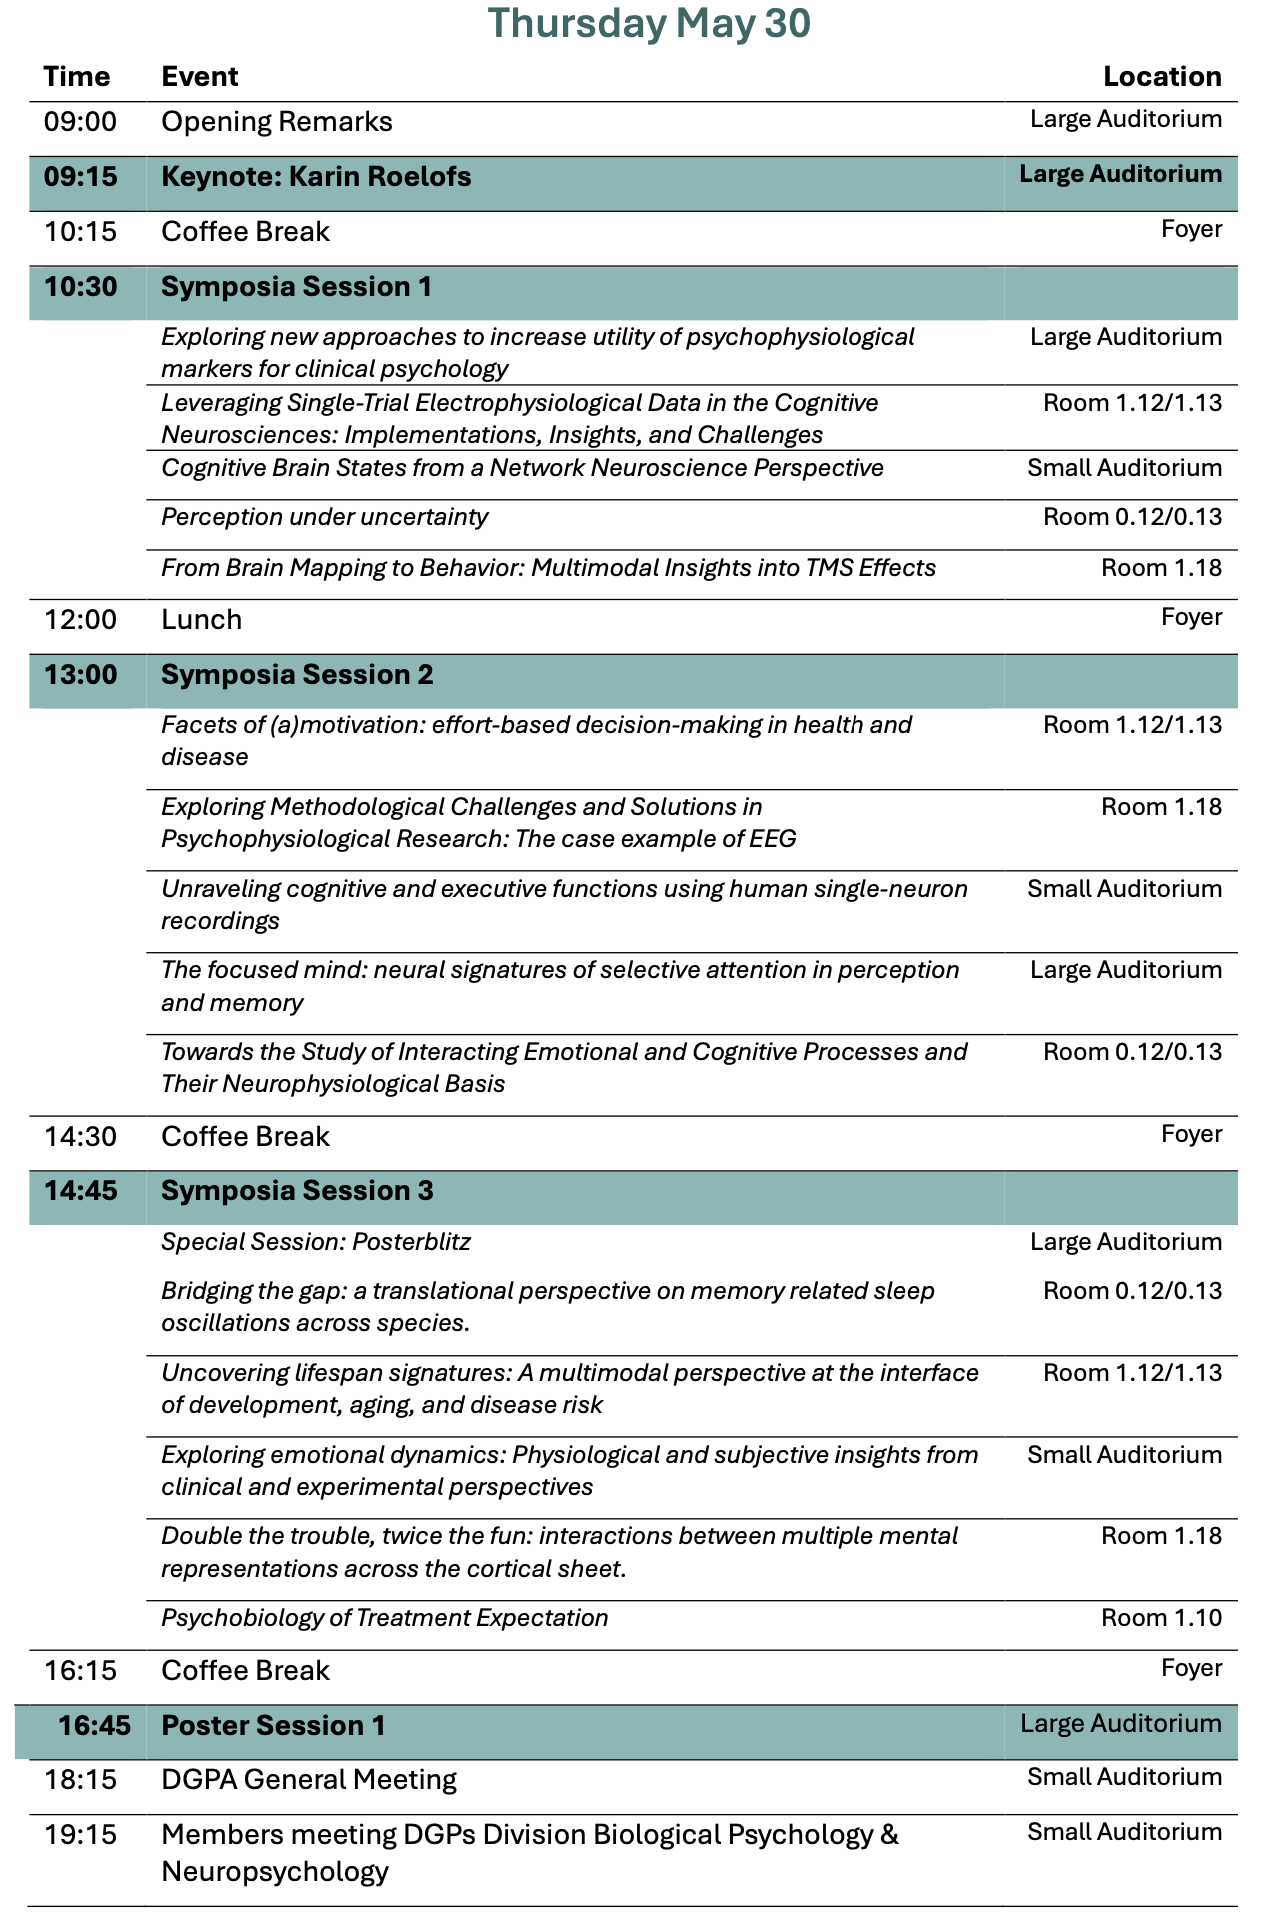 Thursday May 30
Time Event Location
09:00 Opening Remarks Large Auditorium
09:15 Keynote: Karin Roelofs Large Auditorium
10:15 Coffee Break Foyer
10:30 Symposia Session 1
Exploring new approaches to increase utility of psychophysiological Large Auditorium
markers for clinical psychology
Leveraging Single-Trial Electrophysiological Data in the Cognitive Room 1.12/1.13
Neurosciences: Implementations, Insights, and Challenges
Cognitive Brain States from a Network Neuroscience Perspective Small Auditorium
Perception under uncertainty Room 0.12/0.13
From Brain Mapping to Behavior: Multimodal Insights into TMS Effects Room 1.18
12:00 Lunch Foyer
13:00 Symposia Session 2
Facets of (a)motivation: effort-based decision-making in health and Room 1.12/1.13
disease
Exploring Methodological Challenges and Solutions in Room 1.18
Psychophysiological Research: The case example of EEG
Unraveling cognitive and executive functions using human single-neuron Small Auditorium
recordings
The focused mind: neural signatures of selective attention in perception Large Auditorium
and memory
Towards the Study of Interacting Emotional and Cognitive Processes and Room 0.12/0.13
Their Neurophysiological Basis
14:30 Coffee Break Foyer
14:45 Symposia Session 3
Special Session: Posterblitz Large Auditorium
Bridging the gap: a translational perspective on memory related sleep Room 0.12/0.13
oscillations across species.
Uncovering lifespan signatures: A multimodal perspective at the interface Room 1.12/1.13
of development, aging, and disease risk
Exploring emotional dynamics: Physiological and subjective insights from Small Auditorium
clinical and experimental perspectives
Double the trouble, twice the fun: interactions between multiple mental Room 1.18
representations across the cortical sheet.
Psychobiology of Treatment Expectation Room 1.10
16:15 Coffee Break Foyer
16:45 Poster Session 1 Large Auditorium
18:15 DGPA General Meeting Small Auditorium
19:15 Members meeting DGPs Division Biological Psychology & Small Auditorium
Neuropsychology